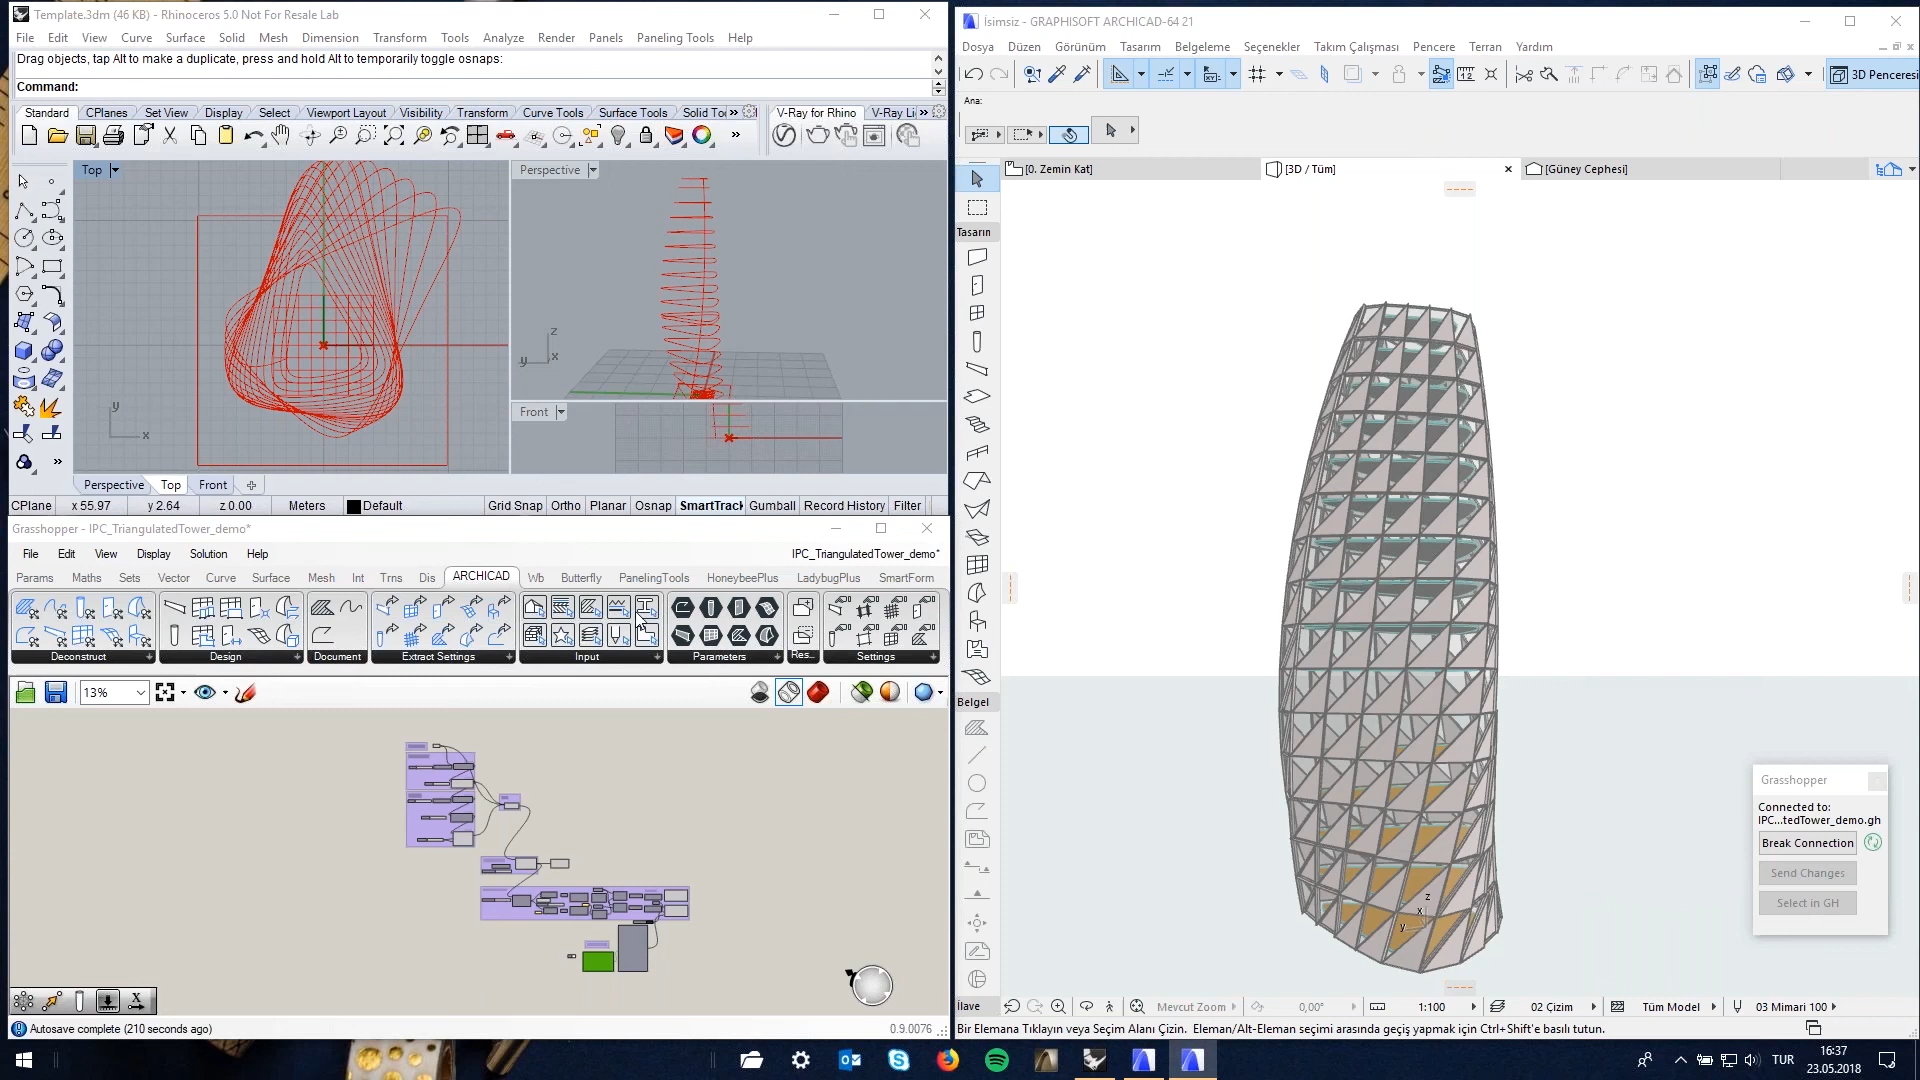 Template.3dm (46 KB) - Rhinoceros 5.0 Not For Resale Lab
File Edit View Curve Surface Solid Mesh Dimension Transform Tools Analyze Render Panels Paneling Tools Help
Drag objects, tap Alt to make a duplicate, press and hold Alt to temporarily toggle osnaps:
Command:
Standard CPlanes Set View Display Select Viewport Layout Visibility Transform Curve Tools Surface Tools Solid Too » V-Ray for Rhino V-Ray Li »
Top
Perspective
Front
y
x
z
y
x
Perspective Top Front
CPlane x 55.97 y 2.64 z 0.00 Meters Default Grid Snap Ortho Planar Osnap SmartTrack Gumball Record History Filter
Grasshopper - IPC_TriangulatedTower_demo*
File Edit View Display Solution Help IPC_TriangulatedTower_demo*
Params Maths Sets Vector Curve Surface Mesh Int Trns Dis ARCHICAD Wb Butterfly PanelingTools HoneybeePlus LadybugPlus SmartForm
Deconstruct Design Document Extract Settings Input Parameters Res... Settings
13%
Autosave complete (210 seconds ago) 0.9.0076
İsimsiz - GRAPHISOFT ARCHICAD-64 21
Dosya Düzen Görünüm Tasarım Belgeleme Seçenekler Takım Çalışması Pencere Terran Yardım
3D Penceresi
Ana:
[0. Zemin Kat] [3D / Tüm] [Güney Cephesi]
Tasarın
Belgel
İlave
z
x
y
Grasshopper
Connected to:
IPC...tedTower_demo.gh
Break Connection
Send Changes
Select in GH
Mevcut Zoom 0,00° 1:100 02 Çizim Tüm Model 03 Mimari 100
Bir Elemana Tıklayın veya Seçim Alanı Çizin. Eleman/Alt-Eleman seçimi arasında geçiş yapmak için Ctrl+Shift'e basılı tutun.
TUR
16:37
23.05.2018